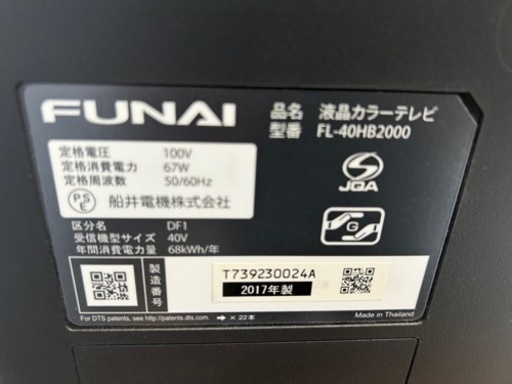 FUNAI
品名 液晶カラーテレビ
型番 FL-40HB2000
定格電圧 100V
定格消費電力 67W
定格周波数 50/60Hz
PSE 船井電機株式会社
JQA
G
区分名 DF1
受信機型サイズ 40V
年間消費電力量 68kWh/年
製造番号
T739230024A
2017年製
For DTS patents, see http://patents.dts.com.
→ × 22本
Made in Thailand